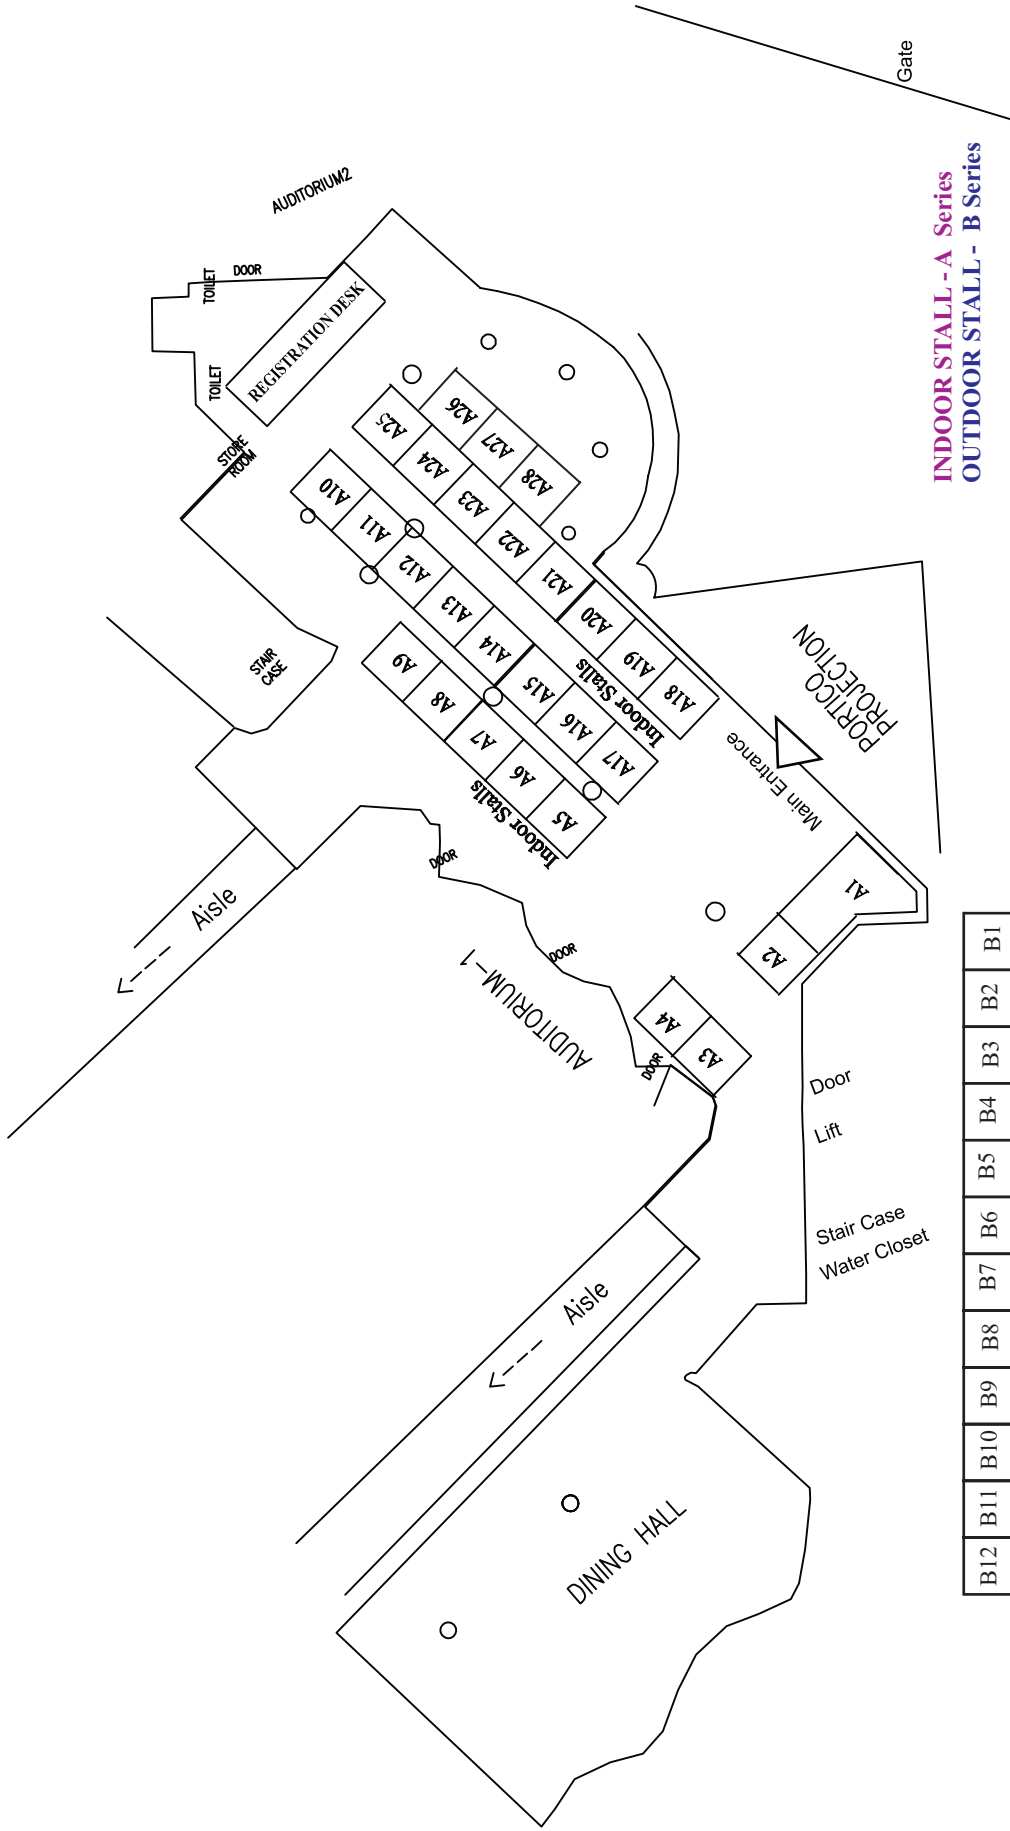 Gate
INDOOR STALL - A Series
OUTDOOR STALL - B Series
AUDITORIUM2
TOILET
DOOR
TOILET
REGISTRATION DESK
STORE
ROOM
STAIR
CASE
A26
A27
A28
A25
A24
A23
A22
A21
A20
A19
A18
A10
A11
A12
A13
A14
A15
A16
A17
Indoor Stalls
A9
A8
A7
A6
A5
Indoor Stalls
PORTICO
PROJECTION
Main Entrance
A1
A2
A4
A3
DOOR
DOOR
DOOR
AUDITORIUM-1
Aisle
Door
Lift
Stair Case
Water Closet
Aisle
DINING HALL
B12 B11 B10 B9 B8 B7 B6 B5 B4 B3 B2 B1